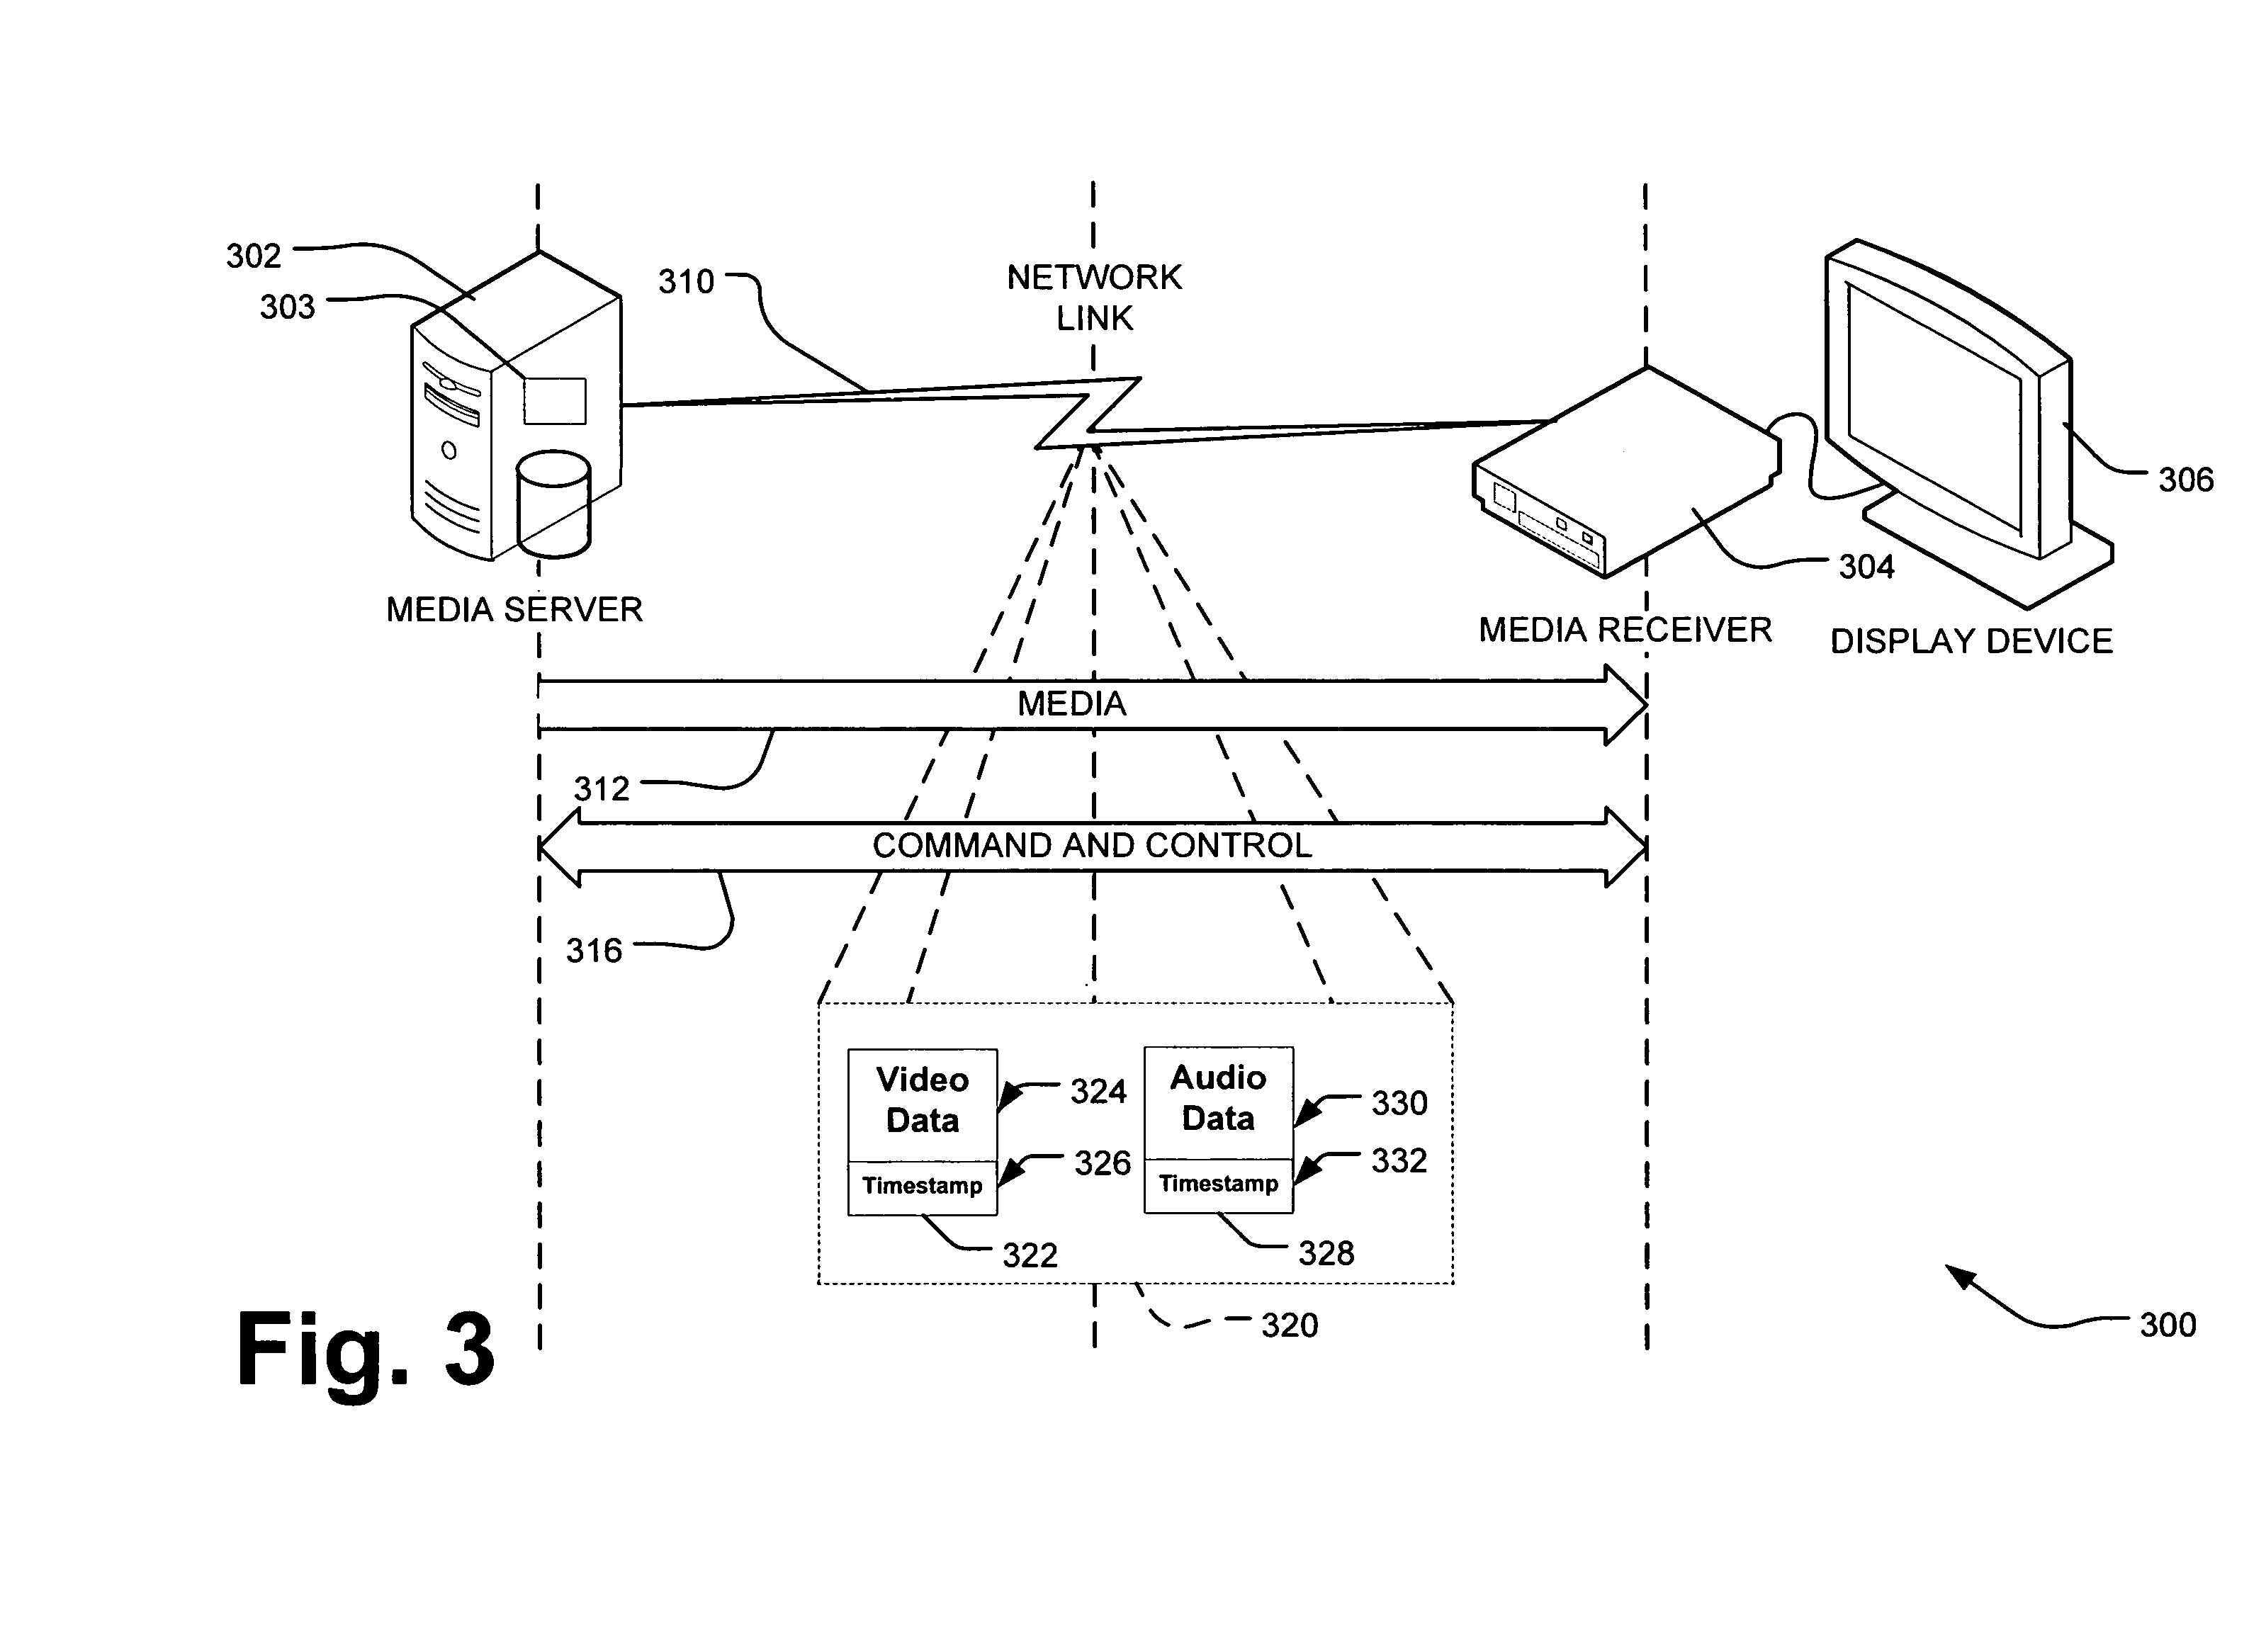 302
303
310
NETWORK
LINK
306
304
MEDIA SERVER
MEDIA RECEIVER
DISPLAY DEVICE
MEDIA
312
COMMAND AND CONTROL
316
Video
Data
324
Timestamp
326
322
Audio
Data
330
Timestamp
332
328
320
300
Fig. 3